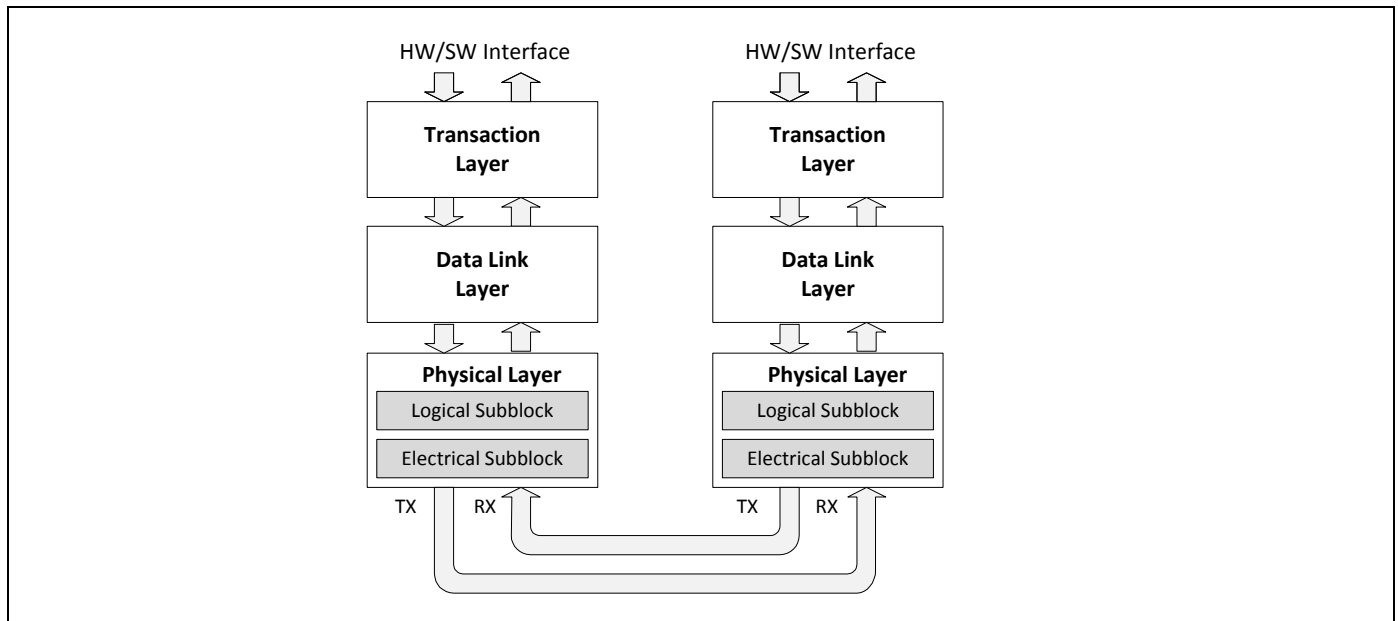 HW/SW Interface
Transaction
Layer
Data Link
Layer
Physical Layer
Logical Subblock
Electrical Subblock
TX RX
HW/SW Interface
Transaction
Layer
Data Link
Layer
Physical Layer
Logical Subblock
Electrical Subblock
TX RX